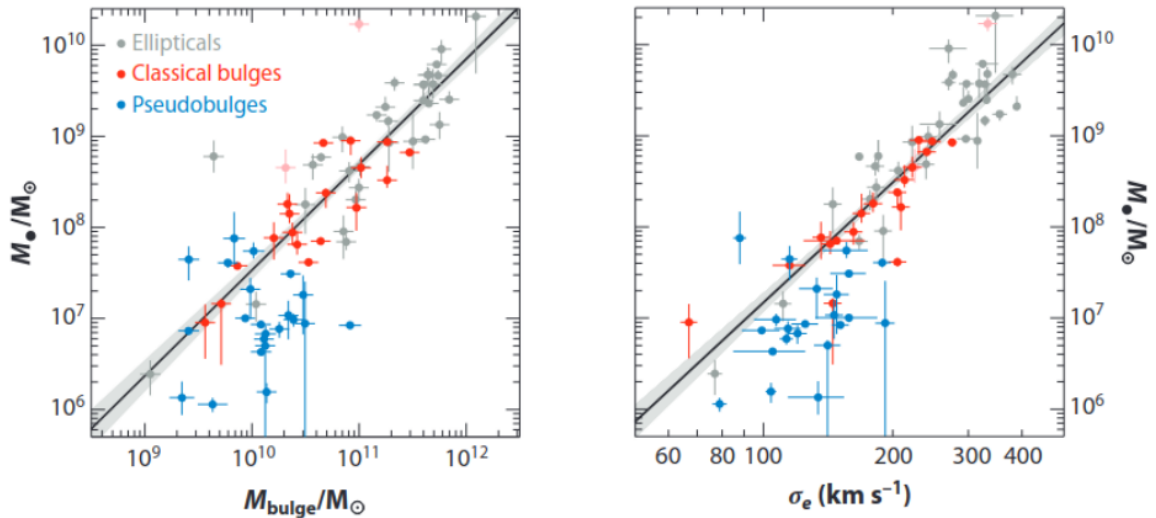 10¹⁰
10⁹
10⁸
10⁷
10⁶
M●/M⊙
Ellipticals
Classical bulges
Pseudobulges
10⁹ 10¹⁰ 10¹¹ 10¹²
M_bulge/M⊙
10¹⁰
10⁹
10⁸
10⁷
10⁶
M●/M⊙
60 80 100 200 300 400
σₑ (km s⁻¹)